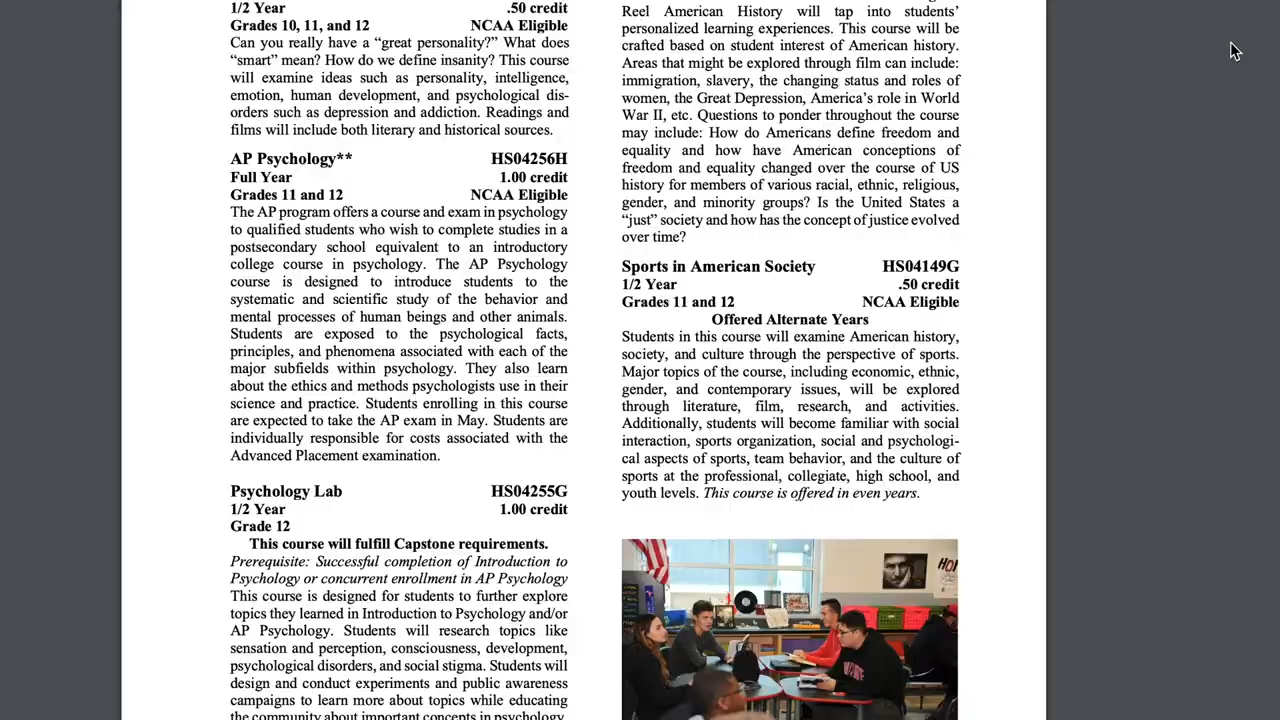 1/2 Year .50 credit
Grades 10, 11, and 12 NCAA Eligible
Can you really have a “great personality?” What does
“smart” mean? How do we define insanity? This course
will examine ideas such as personality, intelligence,
emotion, human development, and psychological dis-
orders such as depression and addiction. Readings and
films will include both literary and historical sources.
AP Psychology** HS04256H
Full Year 1.00 credit
Grades 11 and 12 NCAA Eligible
The AP program offers a course and exam in psychology
to qualified students who wish to complete studies in a
postsecondary school equivalent to an introductory
college course in psychology. The AP Psychology
course is designed to introduce students to the
systematic and scientific study of the behavior and
mental processes of human beings and other animals.
Students are exposed to the psychological facts,
principles, and phenomena associated with each of the
major subfields within psychology. They also learn
about the ethics and methods psychologists use in their
science and practice. Students enrolling in this course
are expected to take the AP exam in May. Students are
individually responsible for costs associated with the
Advanced Placement examination.
Psychology Lab HS04255G
1/2 Year 1.00 credit
Grade 12
This course will fulfill Capstone requirements.
Prerequisite: Successful completion of Introduction to
Psychology or concurrent enrollment in AP Psychology
This course is designed for students to further explore
topics they learned in Introduction to Psychology and/or
AP Psychology. Students will research topics like
sensation and perception, consciousness, development,
psychological disorders, and social stigma. Students will
design and conduct experiments and public awareness
campaigns to learn more about topics while educating
the community about important concepts in psychology.
Reel American History will tap into students’
personalized learning experiences. This course will be
crafted based on student interest of American history.
Areas that might be explored through film can include:
immigration, slavery, the changing status and roles of
women, the Great Depression, America’s role in World
War II, etc. Questions to ponder throughout the course
may include: How do Americans define freedom and
equality and how have American conceptions of
freedom and equality changed over the course of US
history for members of various racial, ethnic, religious,
gender, and minority groups? Is the United States a
“just” society and how has the concept of justice evolved
over time?
Sports in American Society HS04149G
1/2 Year .50 credit
Grades 11 and 12 NCAA Eligible
Offered Alternate Years
Students in this course will examine American history,
society, and culture through the perspective of sports.
Major topics of the course, including economic, ethnic,
gender, and contemporary issues, will be explored
through literature, film, research, and activities.
Additionally, students will become familiar with social
interaction, sports organization, social and psychologi-
cal aspects of sports, team behavior, and the culture of
sports at the professional, collegiate, high school, and
youth levels. This course is offered in even years.